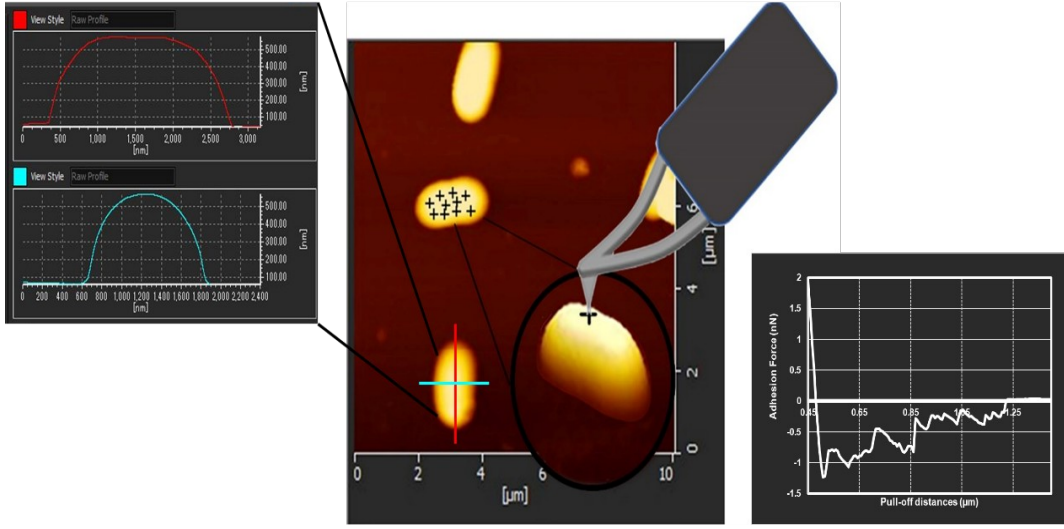 View Style Raw Profile
500.00
400.00
300.00
200.00
100.00
[nm]
0 500 1,000 1,500 2,000 2,500 3,000
[nm]
View Style Raw Profile
500.00
400.00
300.00
200.00
100.00
[nm]
0 200 400 600 800 1,000 1,200 1,400 1,600 1,800 2,000 2,200 2,400
[nm]
6
[µm]
4
2
0
0 2 4 6 8 10
[µm]
2
1.5
1
0.5
0
-0.5
-1
-1.5
Adhesion Force (nN)
0.45 0.65 0.85 1.05 1.25
Pull-off distances (µm)